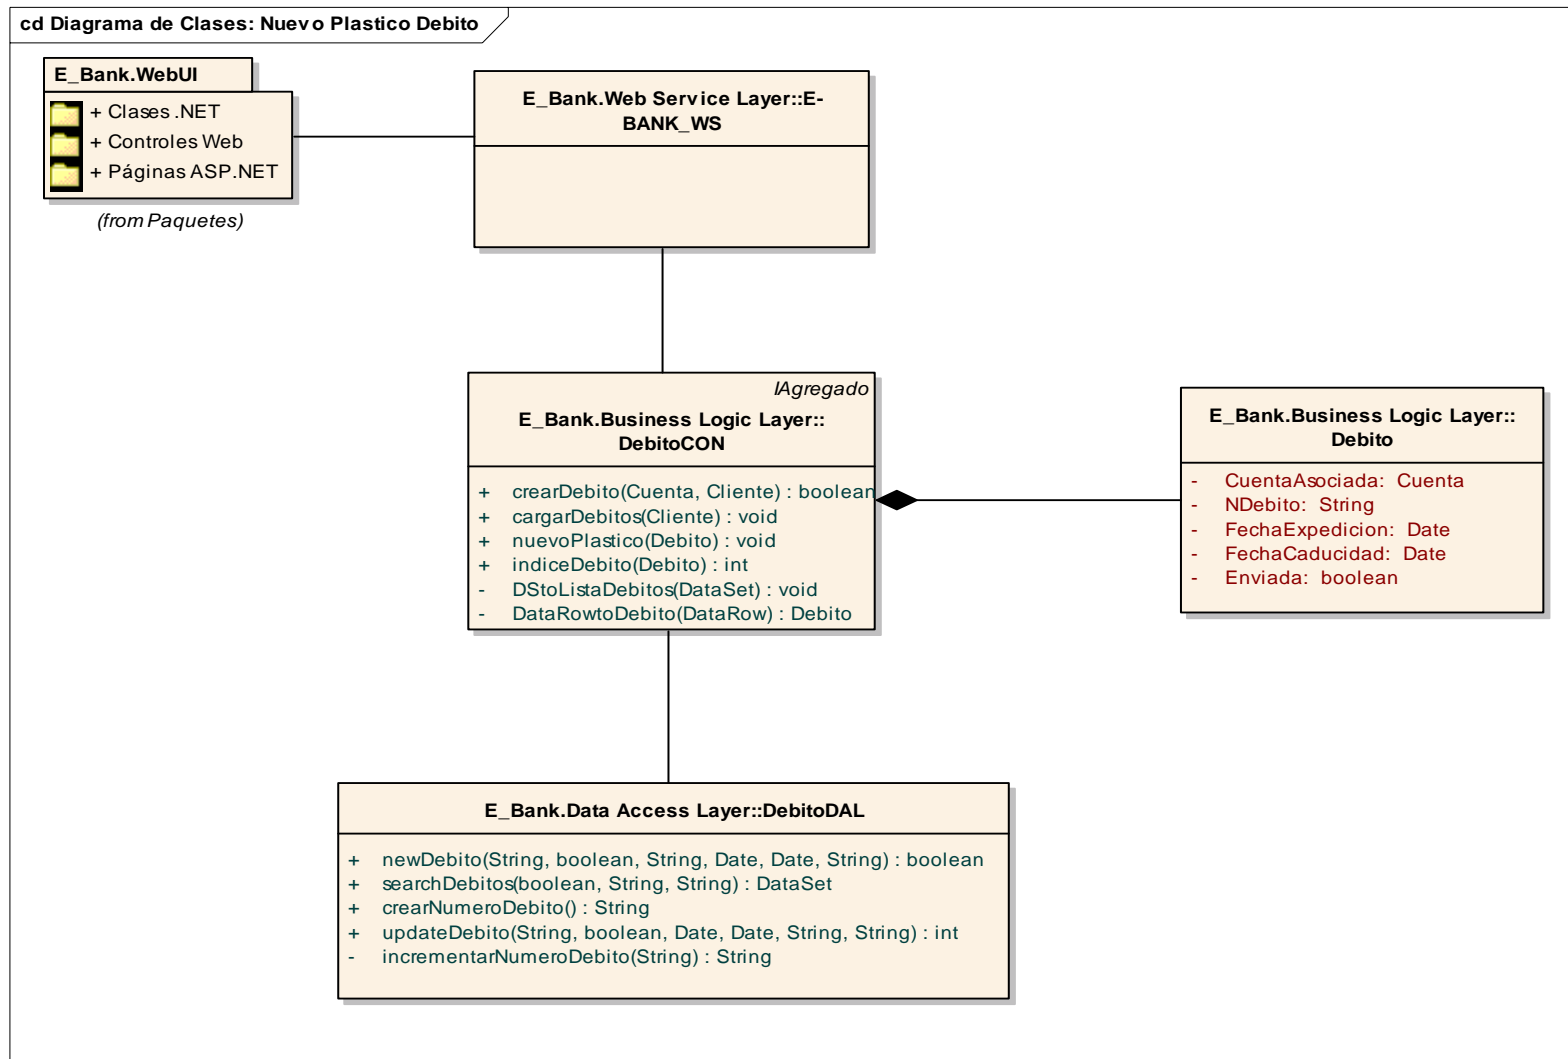 cd Diagrama de Clases: Nuevo Plastico Debito
E_Bank.WebUI
+ Clases .NET
+ Controles Web
+ Páginas ASP.NET
(from Paquetes)
E_Bank.Web Service Layer::E-
BANK_WS
IAgregado
E_Bank.Business Logic Layer::
DebitoCON
+ crearDebito(Cuenta, Cliente) : boolean
+ cargarDebitos(Cliente) : void
+ nuevoPlastico(Debito) : void
+ indiceDebito(Debito) : int
- DStoListaDebitos(DataSet) : void
- DataRowtoDebito(DataRow) : Debito
E_Bank.Business Logic Layer::
Debito
- CuentaAsociada: Cuenta
- NDebito: String
- FechaExpedicion: Date
- FechaCaducidad: Date
- Enviada: boolean
E_Bank.Data Access Layer::DebitoDAL
+ newDebito(String, boolean, String, Date, Date, String) : boolean
+ searchDebitos(boolean, String, String) : DataSet
+ crearNumeroDebito() : String
+ updateDebito(String, boolean, Date, Date, String, String) : int
- incrementarNumeroDebito(String) : String